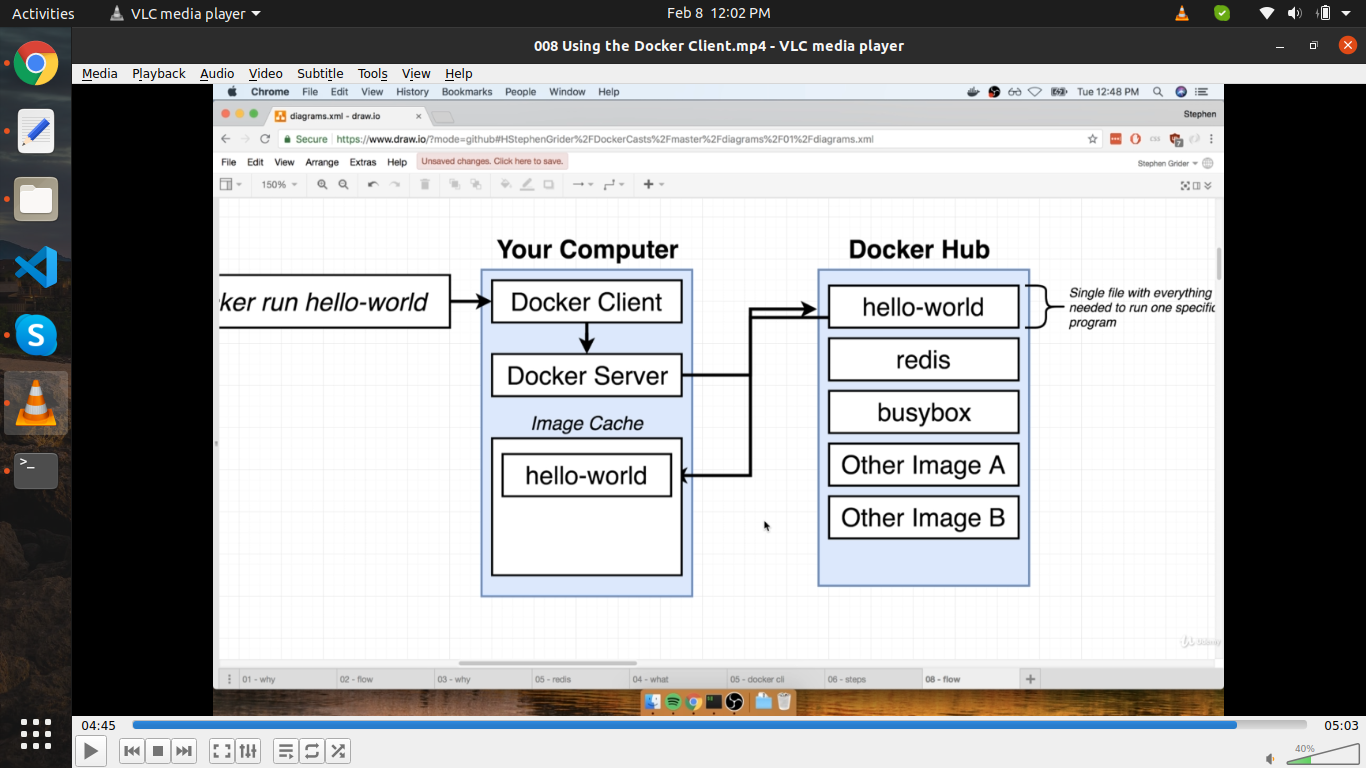 Activities
VLC media player
Feb 8 12:02 PM
008 Using the Docker Client.mp4 - VLC media player
Media Playback Audio Video Subtitle Tools View Help
Chrome File Edit View History Bookmarks People Window Help
Tue 12:48 PM
diagrams.xml - draw.io
Stephen
Secure https://www.draw.io/?mode=github#HStephenGrider%2FDockerCasts%2Fmaster%2Fdiagrams%2F01%2Fdiagrams.xml
File Edit View Arrange Extras Help Unsaved changes. Click here to save.
Stephen Grider
150%
Your Computer
Docker Hub
ker run hello-world
Docker Client
Docker Server
Image Cache
hello-world
hello-world
redis
busybox
Other Image A
Other Image B
Single file with everything
needed to run one specific
program
Udemy
01 - why 02 - flow 03 - why 05 - redis 04 - what 05 - docker cli 06 - steps 08 - flow
04:45
05:03
40%